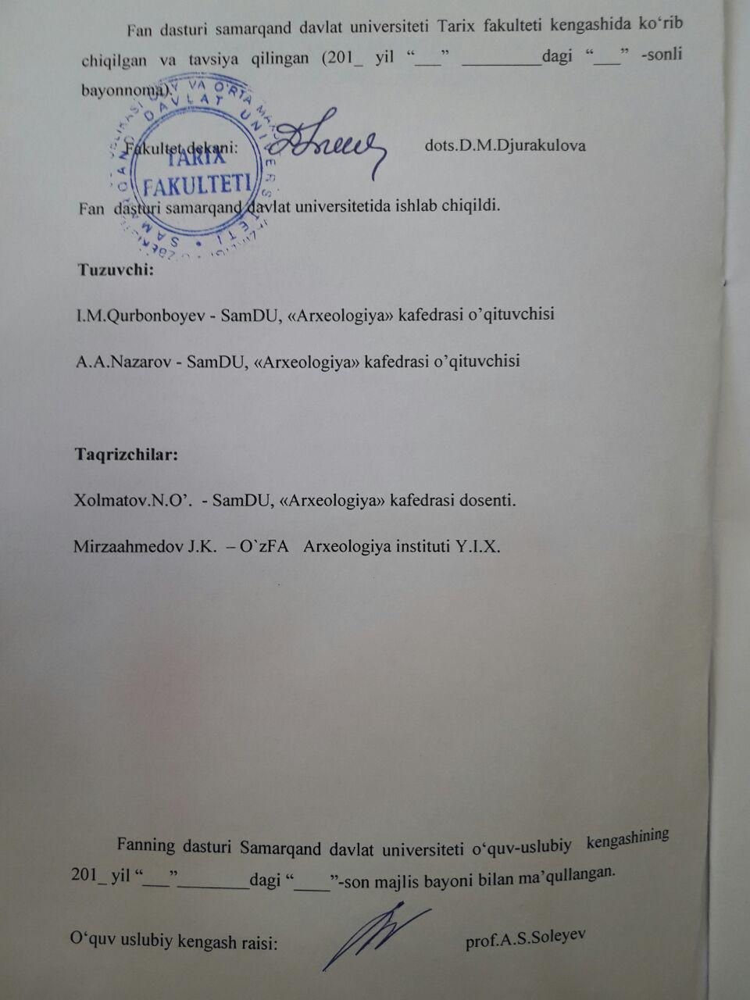 Fan dasturi samarqand davlat universiteti Tarix fakulteti kengashida ko‘rib
chiqilgan va tavsiya qilingan (201_ yil “___” _________dagi “___” -sonli
bayonnoma).
Fakultet dekani: dots.D.M.Djurakulova
TARIX
FAKULTETI
Fan dasturi samarqand davlat universitetida ishlab chiqildi.
Tuzuvchi:
I.M.Qurbonboyev - SamDU, «Arxeologiya» kafedrasi o’qituvchisi
A.A.Nazarov - SamDU, «Arxeologiya» kafedrasi o’qituvchisi
Taqrizchilar:
Xolmatov.N.O’. - SamDU, «Arxeologiya» kafedrasi dosenti.
Mirzaahmedov J.K. – O`zFA Arxeologiya instituti Y.I.X.
Fanning dasturi Samarqand davlat universiteti o‘quv-uslubiy kengashining
201_ yil “___”________dagi “____”-son majlis bayoni bilan ma’qullangan.
O‘quv uslubiy kengash raisi: prof.A.S.Soleyev